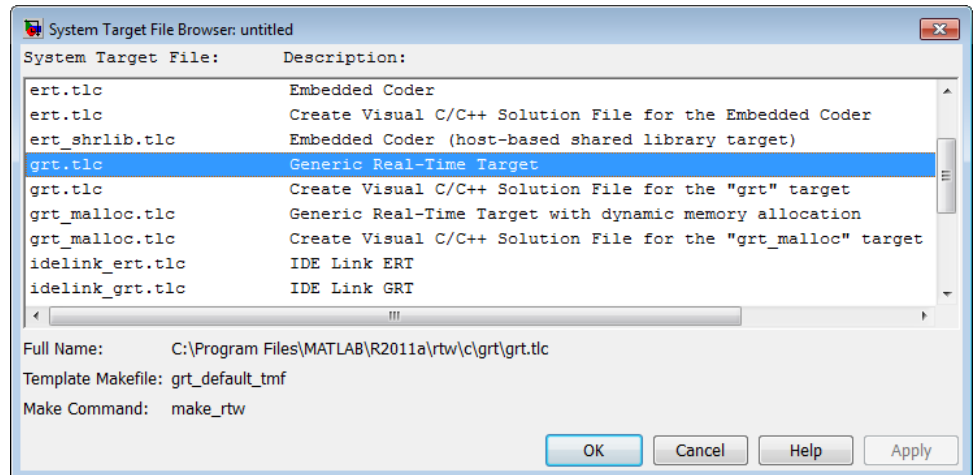 System Target File Browser: untitled
System Target File: Description:
ert.tlc Embedded Coder
ert.tlc Create Visual C/C++ Solution File for the Embedded Coder
ert_shrlib.tlc Embedded Coder (host-based shared library target)
grt.tlc Generic Real-Time Target
grt.tlc Create Visual C/C++ Solution File for the "grt" target
grt_malloc.tlc Generic Real-Time Target with dynamic memory allocation
grt_malloc.tlc Create Visual C/C++ Solution File for the "grt_malloc" target
idelink_ert.tlc IDE Link ERT
idelink_grt.tlc IDE Link GRT
Full Name: C:\Program Files\MATLAB\R2011a\rtw\c\grt\grt.tlc
Template Makefile: grt_default_tmf
Make Command: make_rtw
OK Cancel Help Apply